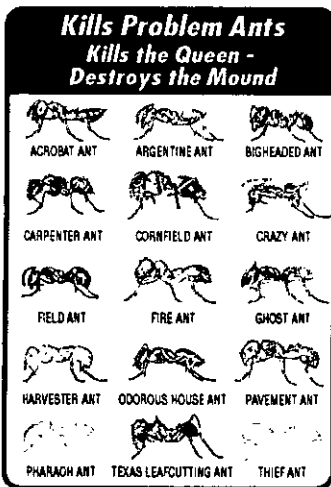 Kills Problem Ants
Kills the Queen -
Destroys the Mound
ACROBAT ANT ARGENTINE ANT BIGHEADED ANT
CARPENTER ANT CORNFIELD ANT CRAZY ANT
FIELD ANT FIRE ANT GHOST ANT
HARVESTER ANT ODOROUS HOUSE ANT PAVEMENT ANT
PHARAOH ANT TEXAS LEAFCUTTING ANT THIEF ANT